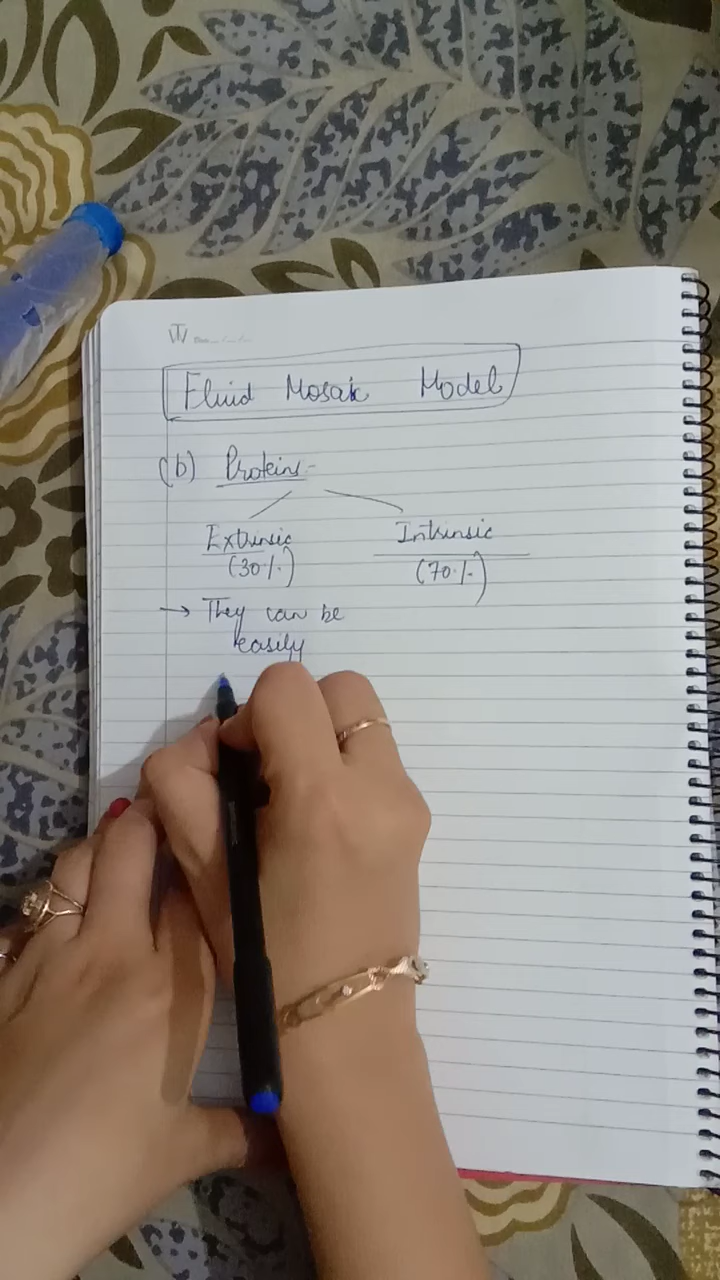 Fluid Mosaic Model
(b) Proteins-
Extrinsic Intrinsic
(30%) (70%)
→ They can be
easily